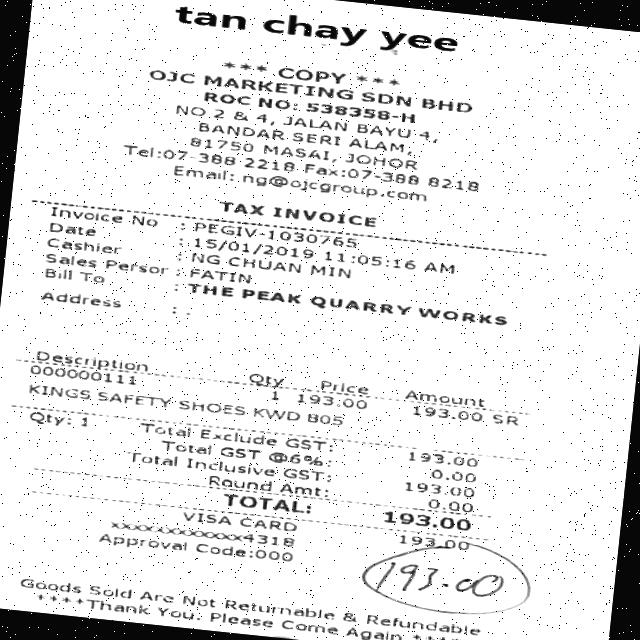 tan chay yee
*** COPY ***
OJC MARKETING SDN BHD
ROC NO: 538358-H
NO.2 & 4, JALAN BAYU 4,
BANDAR SERI ALAM,
81750 MASAI, JOHOR
Tel:07-388 2218 Fax:07-388 8218
Email: ng@ojcgroup.com
TAX INVOICE
Invoice No : PEGIV-1030765
Date : 15/01/2019 11:05:16 AM
Cashier : NG CHUAN MIN
Sales Persor : FATIN
Bill To : THE PEAK QUARRY WORKS
Address : :
Description Qty Price Amount
000000111 1 193.00 193.00 SR
KINGS SAFETY SHOES KWD 805
Qty: 1 Total Exclude GST: 193.00
Total GST @6%: 0.00
Total Inclusive GST: 193.00
Round Amt: 0.00
TOTAL: 193.00
VISA CARD 193.00
xxxxxxxxxxxx4318
Approval Code:000
193.00
Goods Sold Are Not Returnable & Refundable
****Thank You. Please Come Again.****